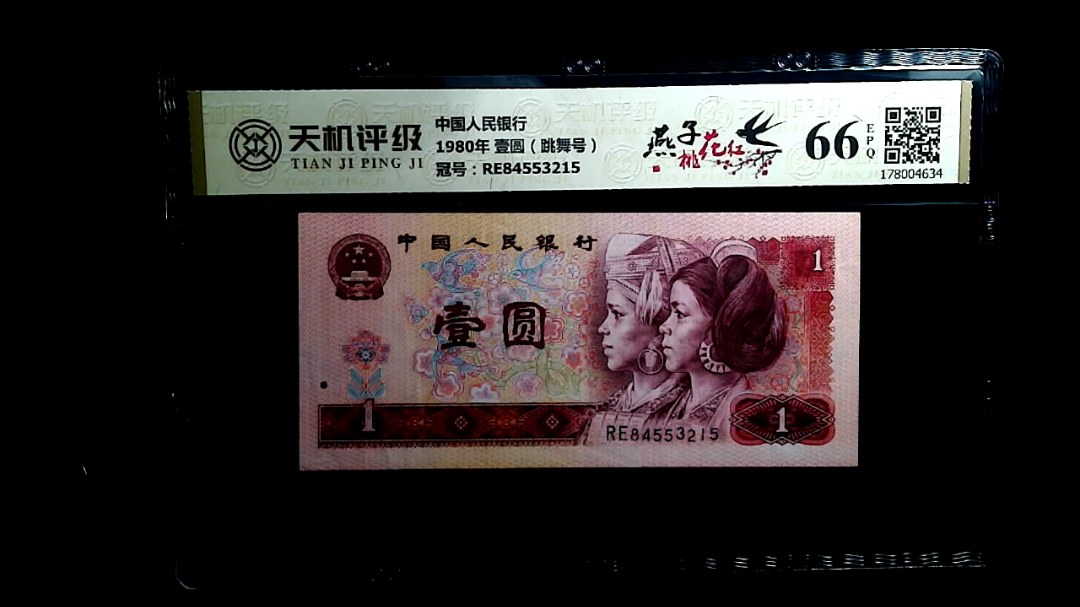 天机评级
TIAN JI PING JI
中国人民银行
1980年 壹圆（跳舞号）
冠号：RE84553215
燕子
桃花红
66
EPQ
178004634
中国人民银行
1
壹圆
1
RE84553215
1